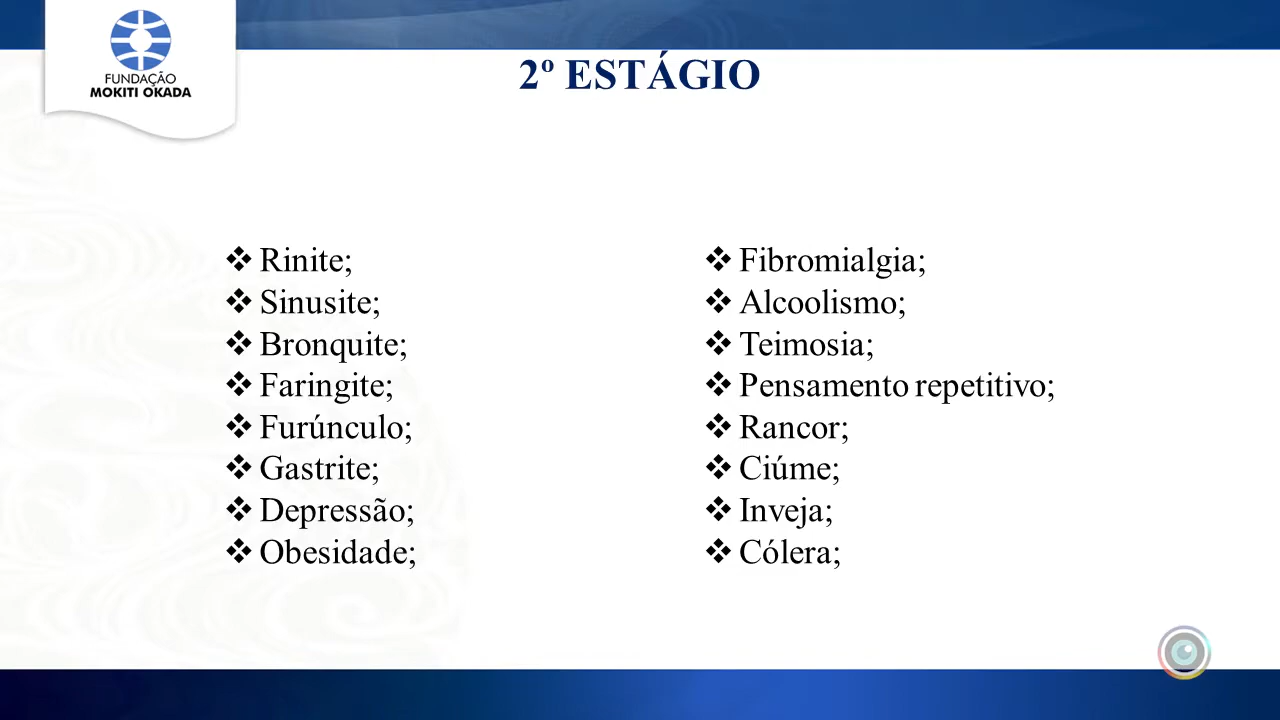 FUNDAÇÃO
MOKITI OKADA
2º ESTÁGIO
❖ Rinite;
❖ Sinusite;
❖ Bronquite;
❖ Faringite;
❖ Furúnculo;
❖ Gastrite;
❖ Depressão;
❖ Obesidade;
❖ Fibromialgia;
❖ Alcoolismo;
❖ Teimosia;
❖ Pensamento repetitivo;
❖ Rancor;
❖ Ciúme;
❖ Inveja;
❖ Cólera;